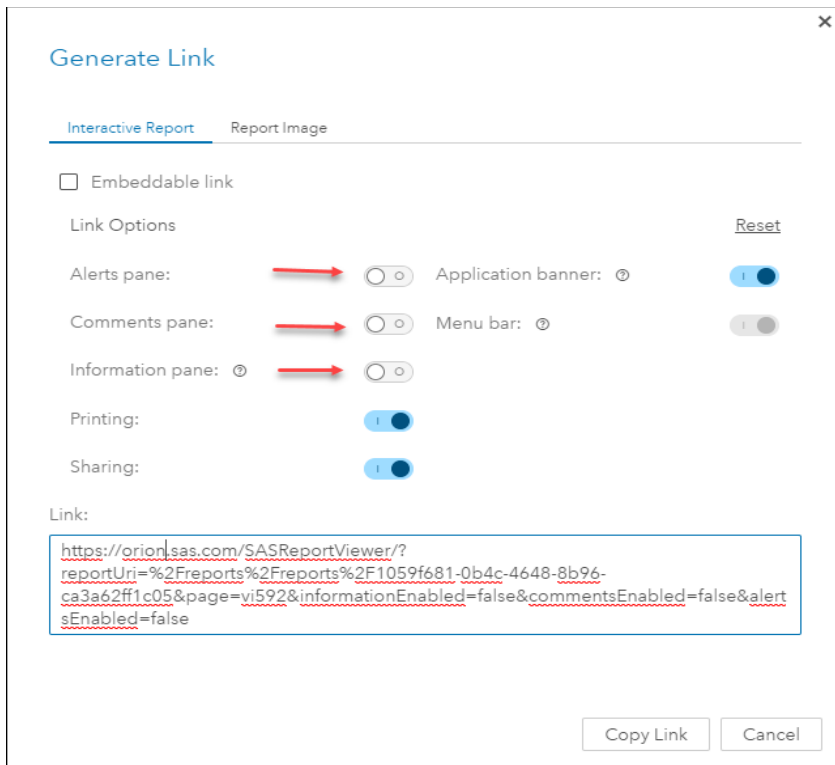 Generate Link
Interactive Report Report Image
Embeddable link
Link Options Reset
Alerts pane: Application banner:
Comments pane: Menu bar:
Information pane:
Printing:
Sharing:
Link:
https://orion.sas.com/SASReportViewer/?
reportUri=%2Freports%2Freports%2F1059f681-0b4c-4648-8b96-
ca3a62ff1c05&page=vi592&informationEnabled=false&commentsEnabled=false&alert
sEnabled=false
Copy Link Cancel